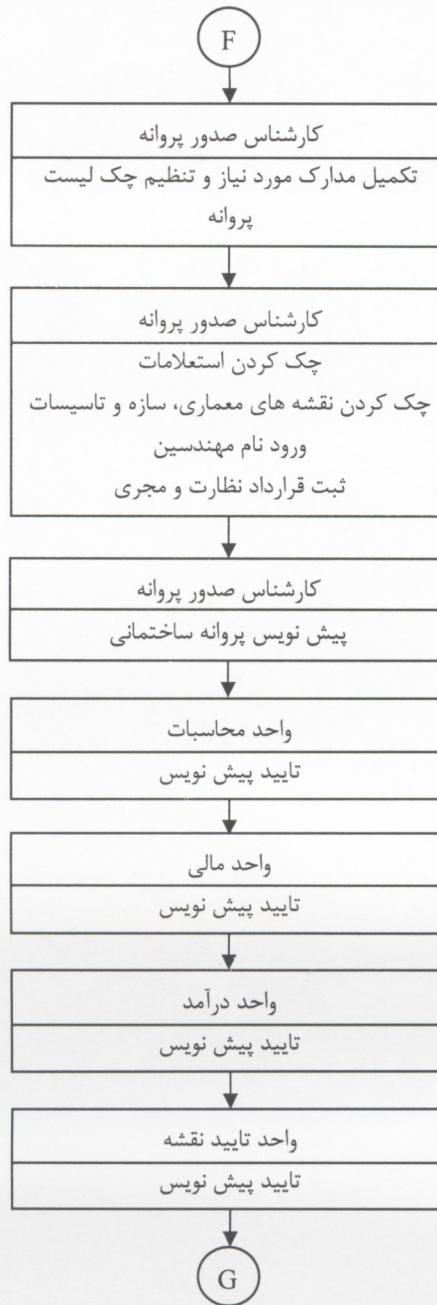 F
کارشناس صدور پروانه
تکمیل مدارک مورد نیاز و تنظیم چک لیست
پروانه
کارشناس صدور پروانه
چک کردن استعلامات
چک کردن نقشه های معماری، سازه و تاسیسات
ورود نام مهندسین
ثبت قرارداد نظارت و مجری
کارشناس صدور پروانه
پیش نویس پروانه ساختمانی
واحد محاسبات
تایید پیش نویس
واحد مالی
تایید پیش نویس
واحد درآمد
تایید پیش نویس
واحد تایید نقشه
تایید پیش نویس
G